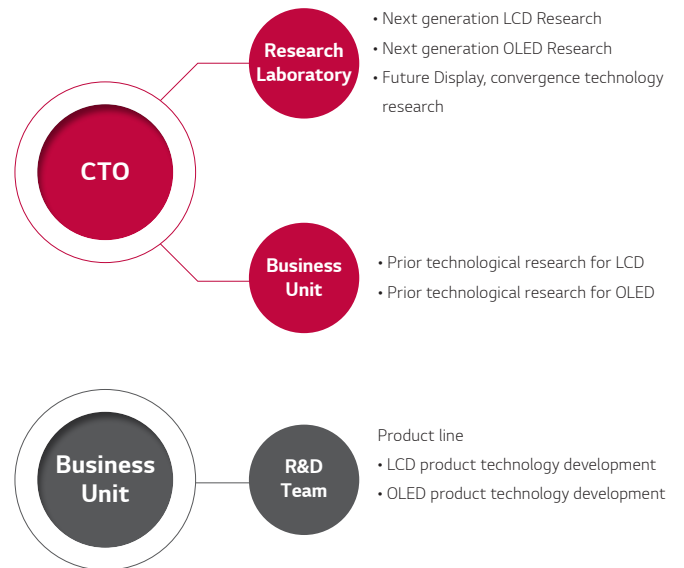 CTO
Research
Laboratory
• Next generation LCD Research
• Next generation OLED Research
• Future Display, convergence technology
research
Business
Unit
• Prior technological research for LCD
• Prior technological research for OLED
Business
Unit
R&D
Team
Product line
• LCD product technology development
• OLED product technology development